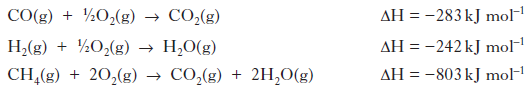 CO(g) + ½O₂(g) → CO₂(g) ΔH = −283 kJ mol⁻¹
H₂(g) + ½O₂(g) → H₂O(g) ΔH = −242 kJ mol⁻¹
CH₄(g) + 2O₂(g) → CO₂(g) + 2H₂O(g) ΔH = −803 kJ mol⁻¹